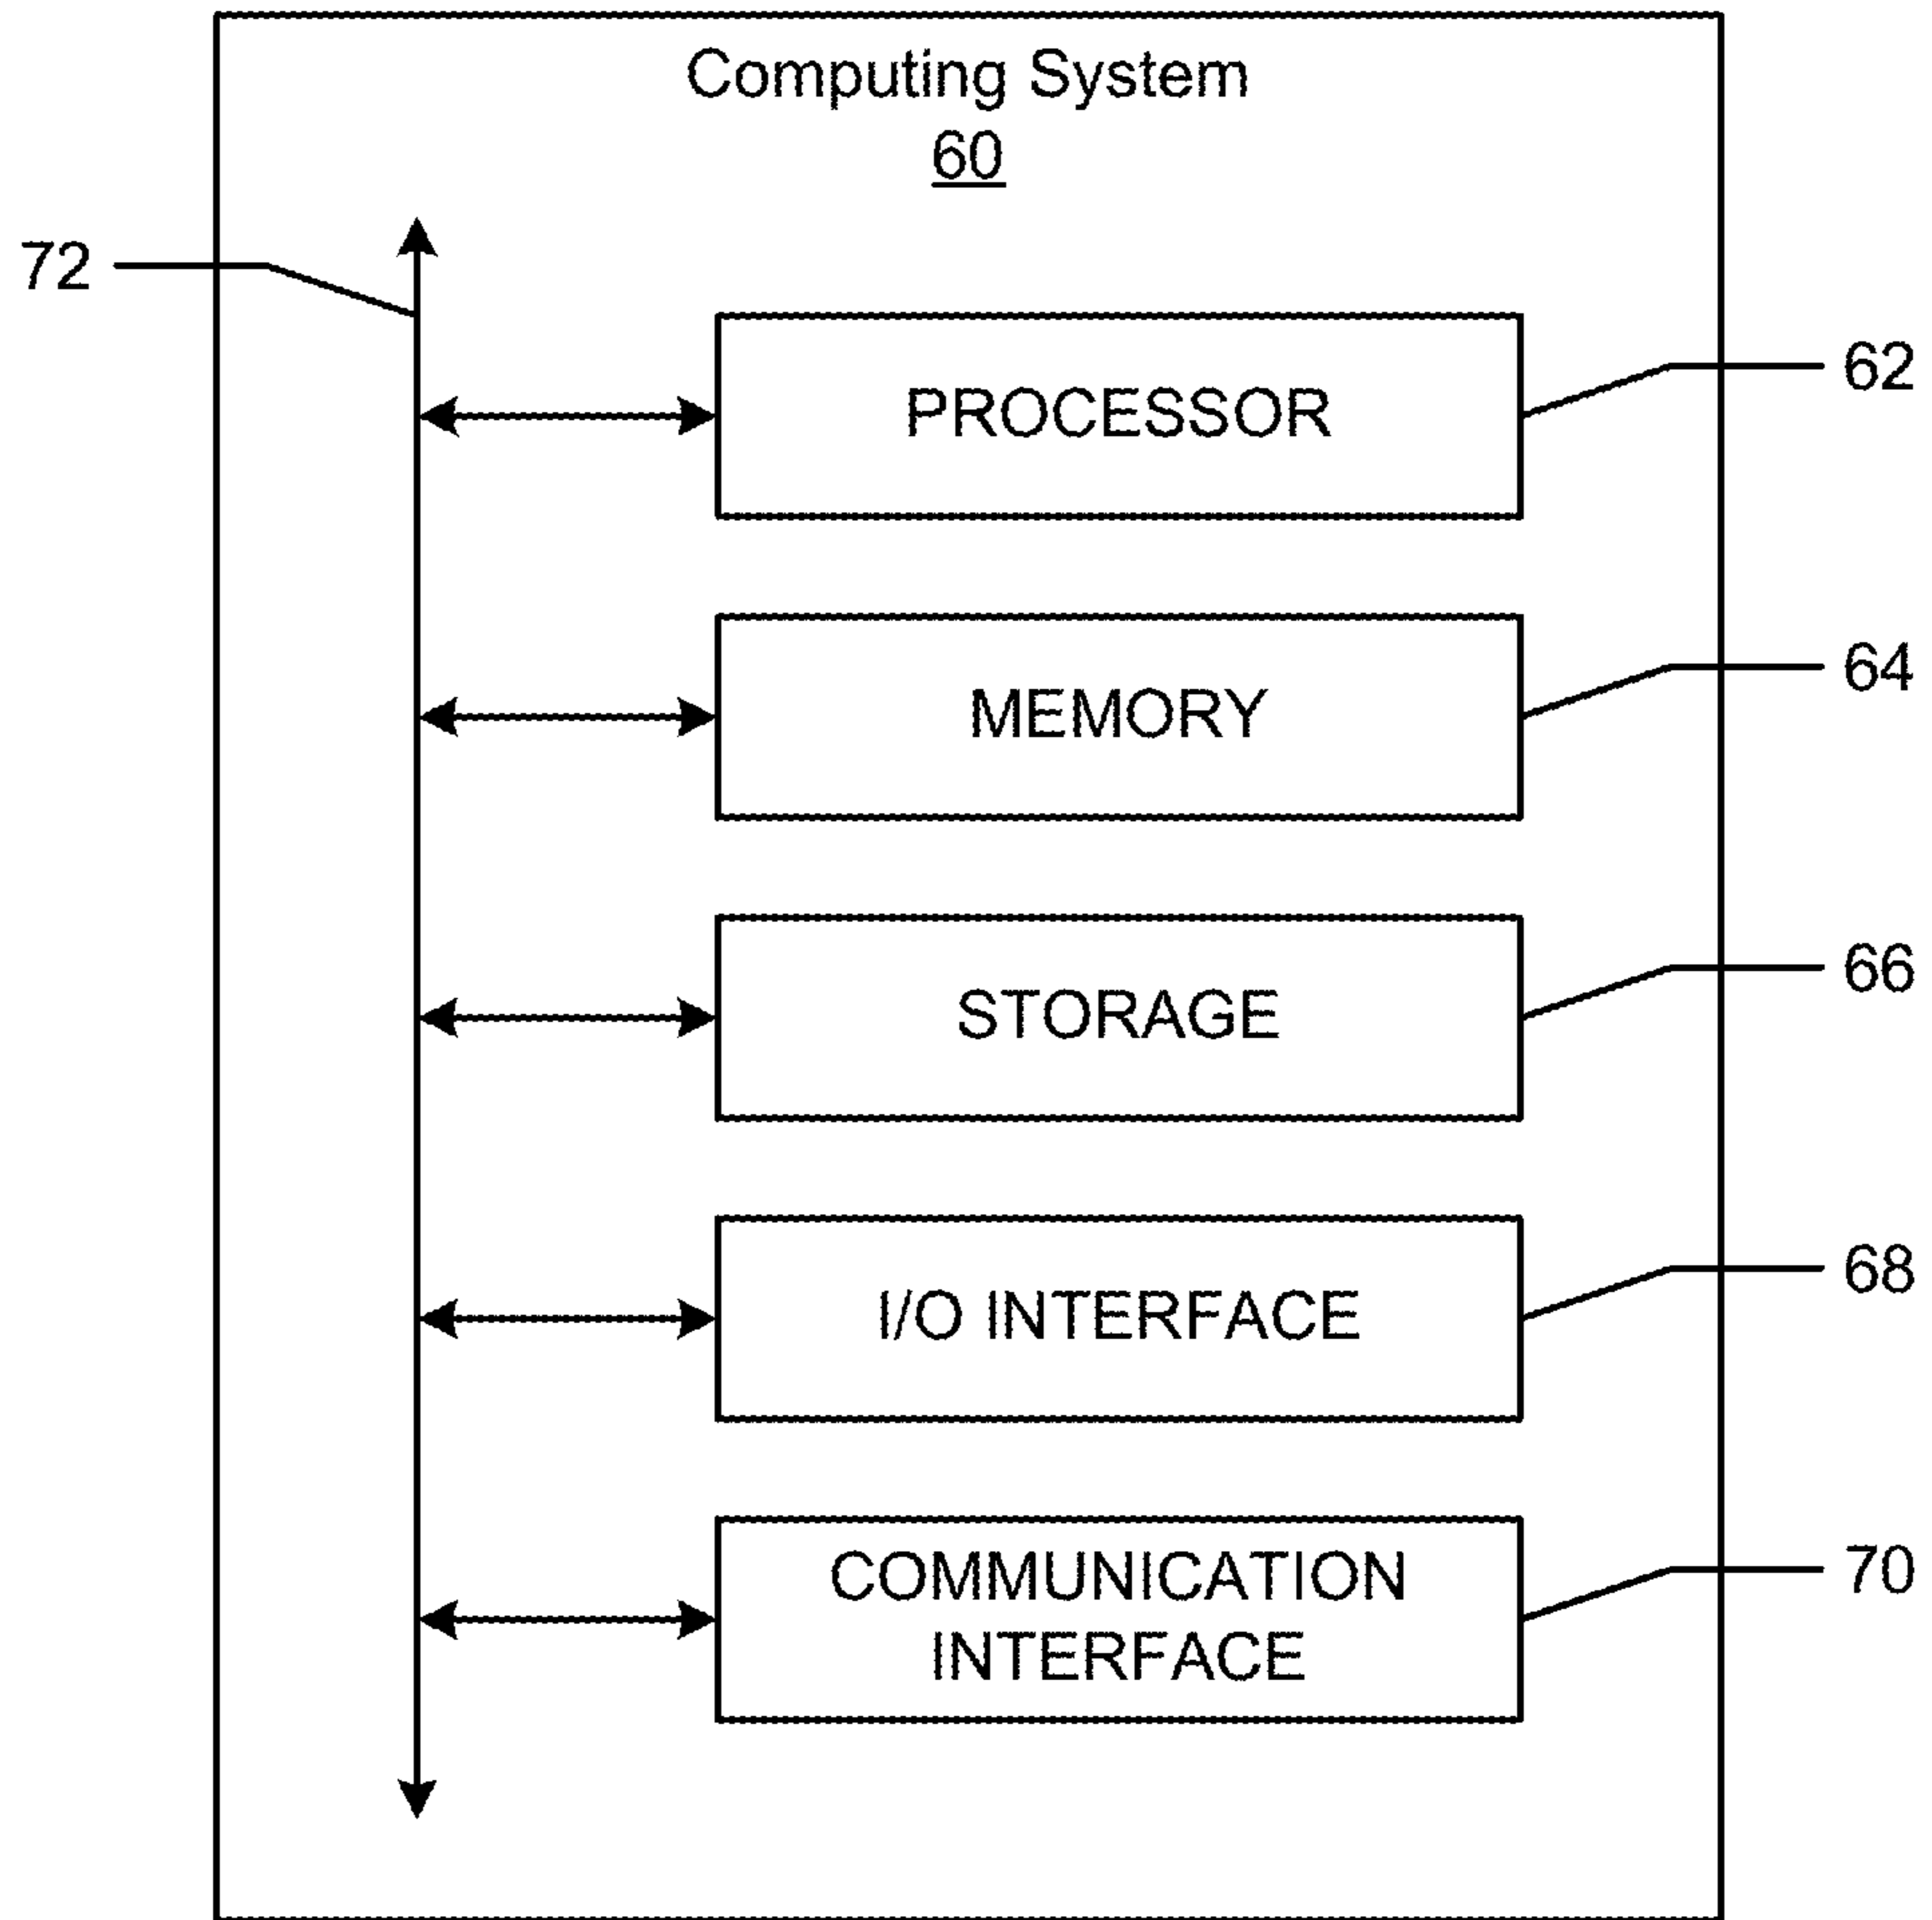 Computing System
60
72
PROCESSOR
62
MEMORY
64
STORAGE
66
I/O INTERFACE
68
COMMUNICATION
INTERFACE
70